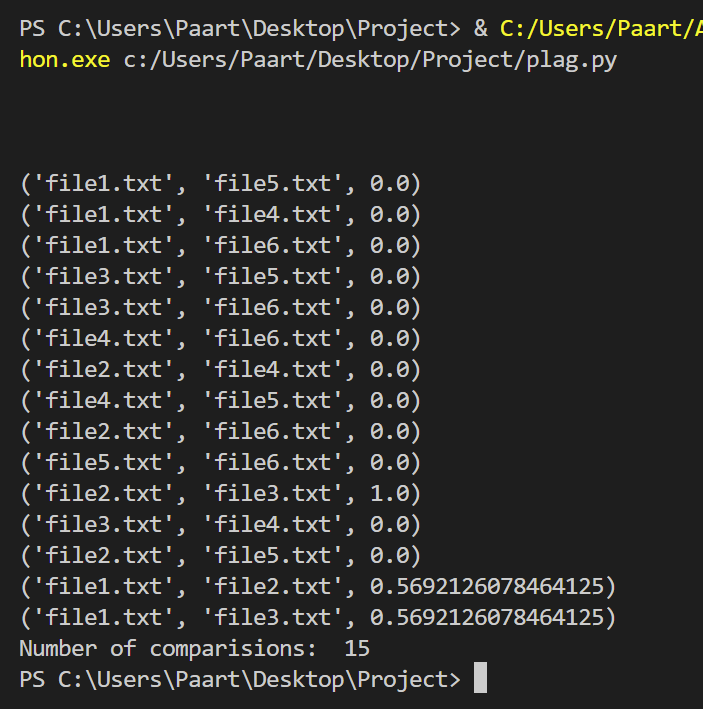 PS C:\Users\Paart\Desktop\Project> & C:/Users/Paart/A
hon.exe c:/Users/Paart/Desktop/Project/plag.py
('file1.txt', 'file5.txt', 0.0)
('file1.txt', 'file4.txt', 0.0)
('file1.txt', 'file6.txt', 0.0)
('file3.txt', 'file5.txt', 0.0)
('file3.txt', 'file6.txt', 0.0)
('file4.txt', 'file6.txt', 0.0)
('file2.txt', 'file4.txt', 0.0)
('file4.txt', 'file5.txt', 0.0)
('file2.txt', 'file6.txt', 0.0)
('file5.txt', 'file6.txt', 0.0)
('file2.txt', 'file3.txt', 1.0)
('file3.txt', 'file4.txt', 0.0)
('file2.txt', 'file5.txt', 0.0)
('file1.txt', 'file2.txt', 0.5692126078464125)
('file1.txt', 'file3.txt', 0.5692126078464125)
Number of comparisions:  15
PS C:\Users\Paart\Desktop\Project>